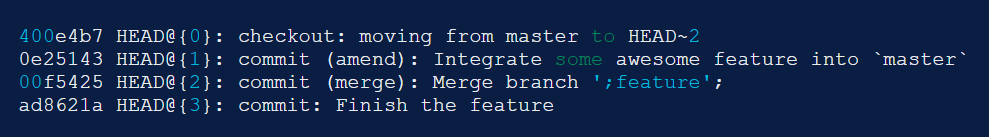 400e4b7 HEAD@{0}: checkout: moving from master to HEAD~2
0e25143 HEAD@{1}: commit (amend): Integrate some awesome feature into `master`
00f5425 HEAD@{2}: commit (merge): Merge branch ';feature';
ad8621a HEAD@{3}: commit: Finish the feature